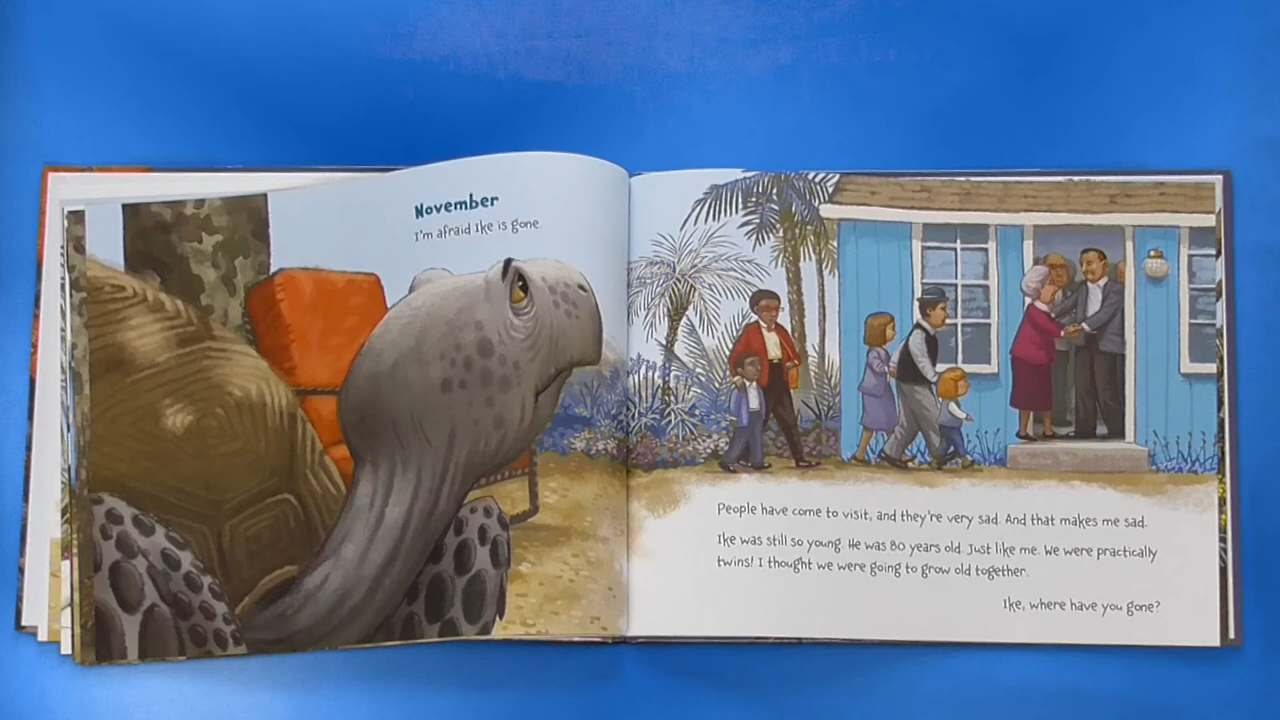 November
I'm afraid Ike is gone.
People have come to visit, and they're very sad. And that makes me sad.
Ike was still so young. He was 80 years old. Just like me. We were practically
twins! I thought we were going to grow old together.
Ike, where have you gone?